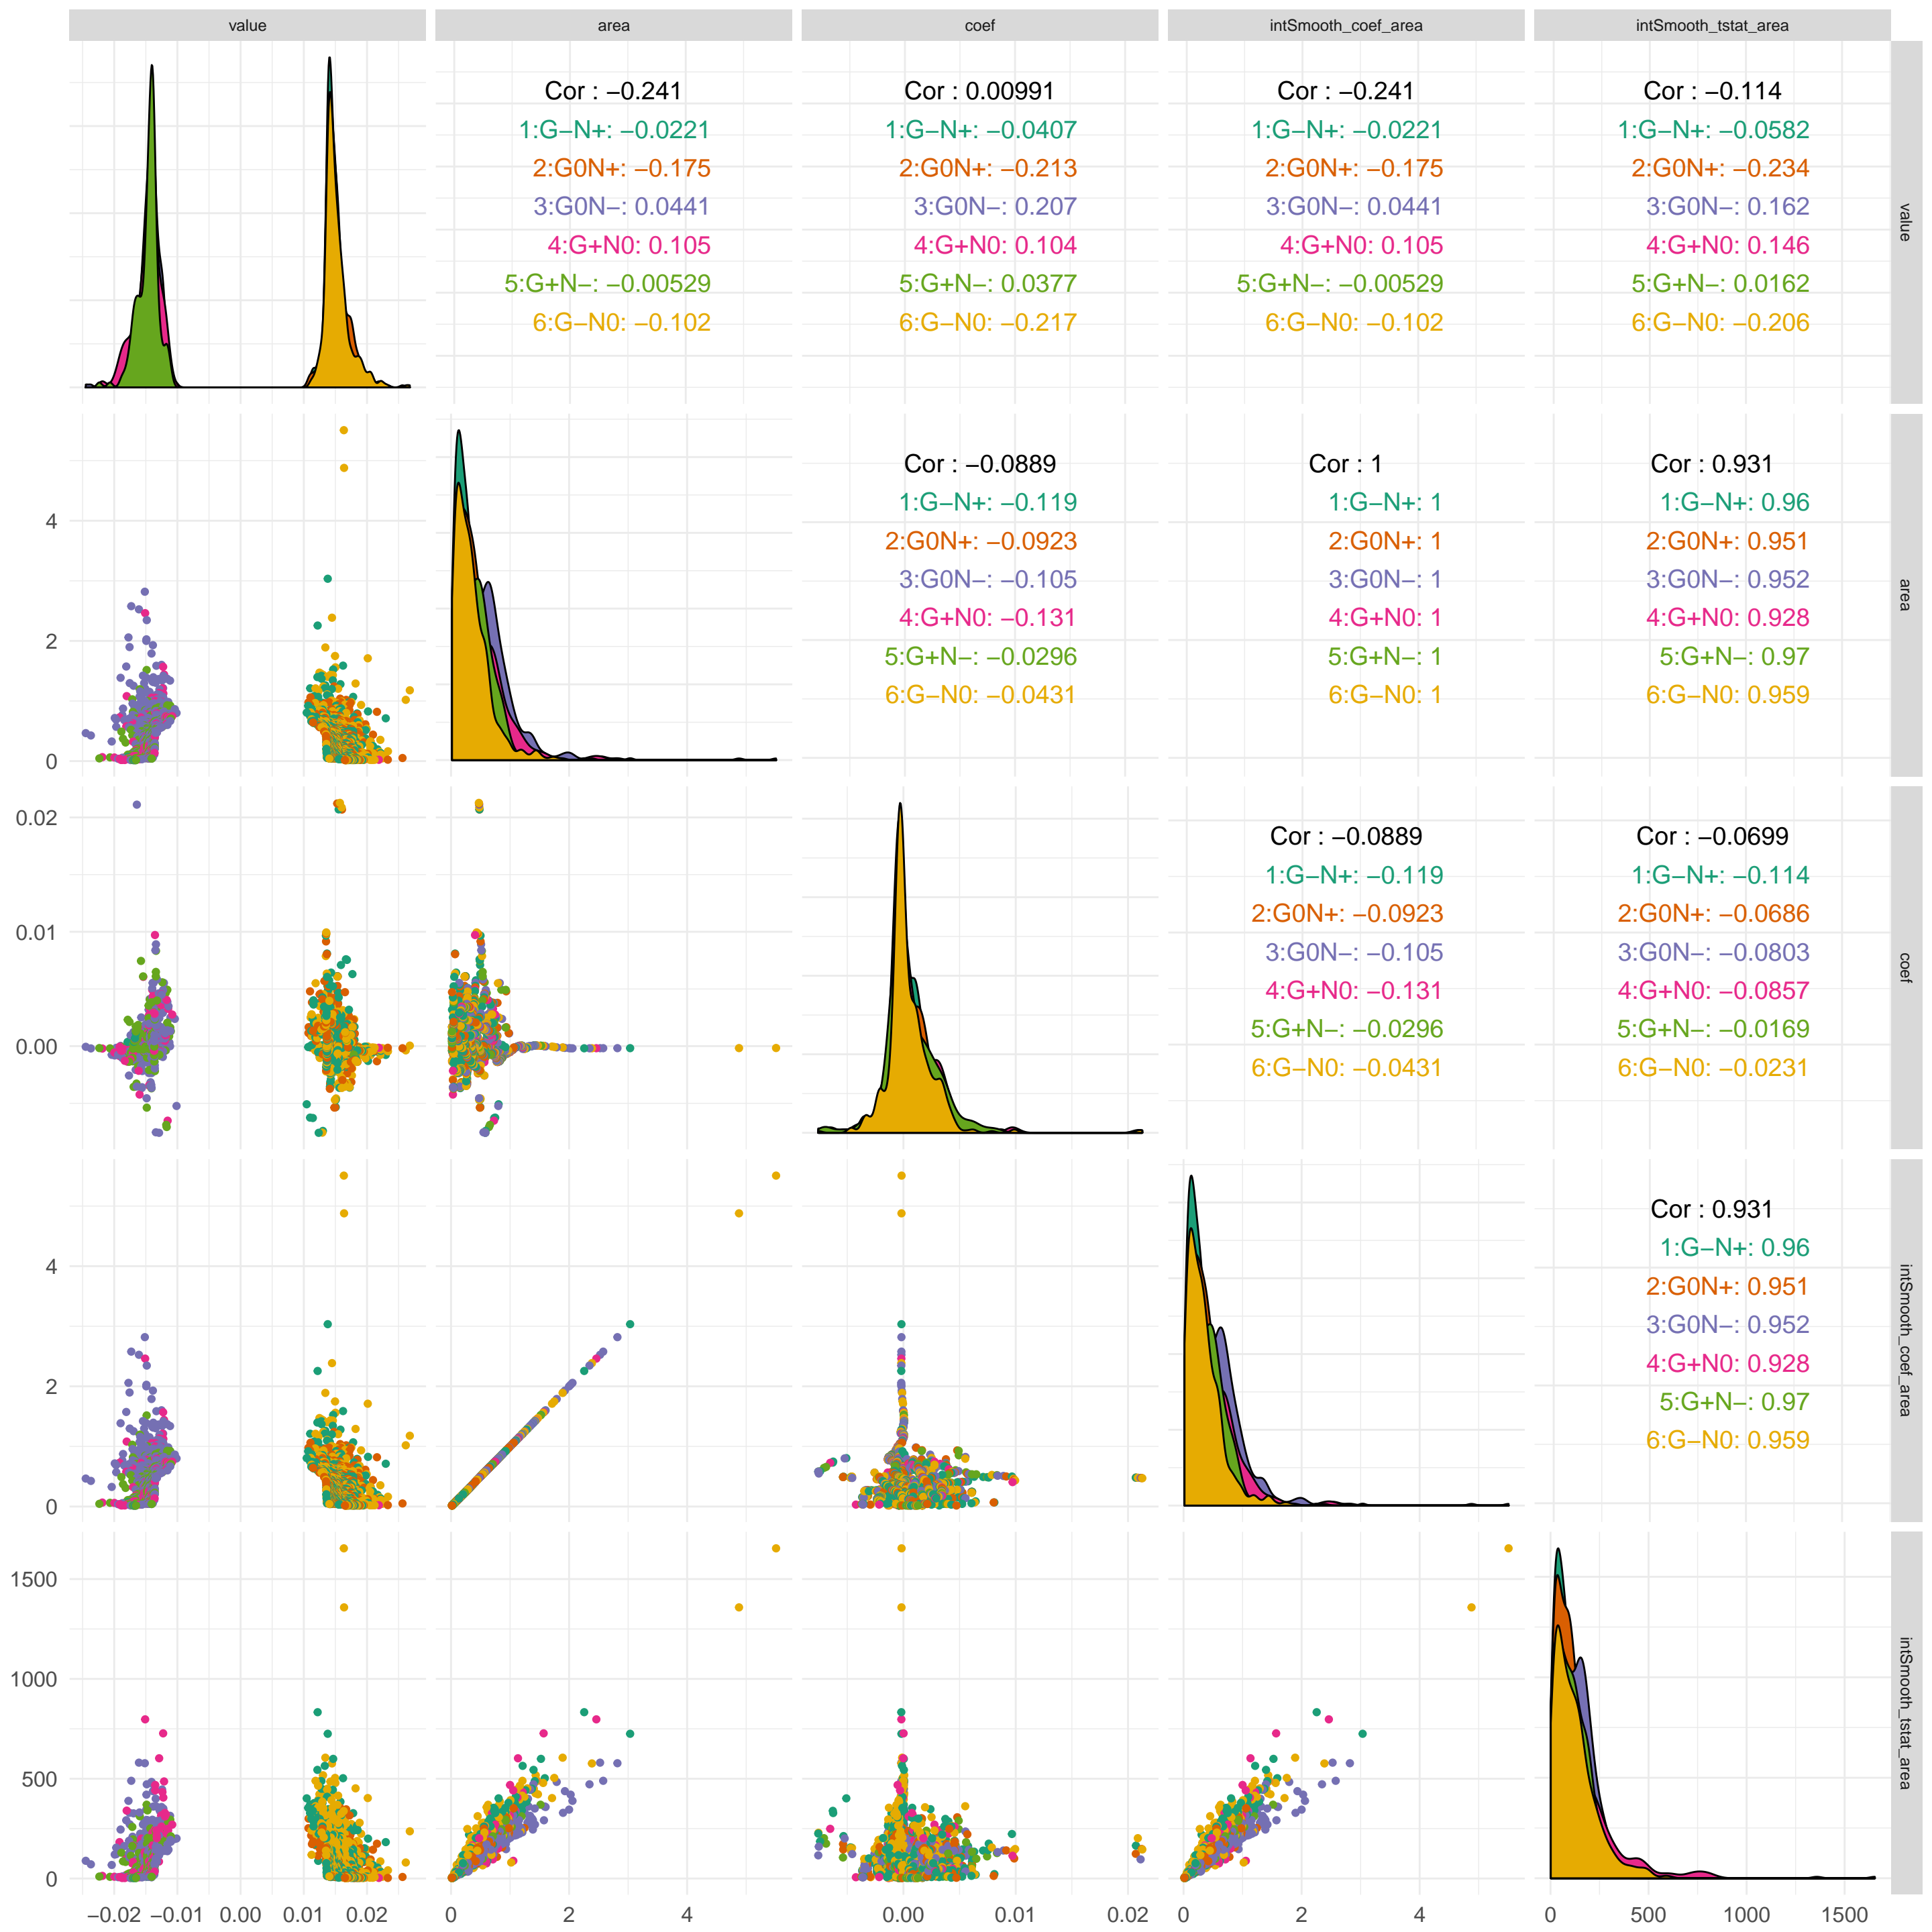 value
area
coef
intSmooth_coef_area
intSmooth_tstat_area
Cor : −0.241
1:G−N+: −0.0221
2:G0N+: −0.175
3:G0N−: 0.0441
4:G+N0: 0.105
5:G+N−: −0.00529
6:G−N0: −0.102
Cor : 0.00991
1:G−N+: −0.0407
2:G0N+: −0.213
3:G0N−: 0.207
4:G+N0: 0.104
5:G+N−: 0.0377
6:G−N0: −0.217
Cor : −0.241
1:G−N+: −0.0221
2:G0N+: −0.175
3:G0N−: 0.0441
4:G+N0: 0.105
5:G+N−: −0.00529
6:G−N0: −0.102
Cor : −0.114
1:G−N+: −0.0582
2:G0N+: −0.234
3:G0N−: 0.162
4:G+N0: 0.146
5:G+N−: 0.0162
6:G−N0: −0.206
value
4
2
0
Cor : −0.0889
1:G−N+: −0.119
2:G0N+: −0.0923
3:G0N−: −0.105
4:G+N0: −0.131
5:G+N−: −0.0296
6:G−N0: −0.0431
Cor : 1
1:G−N+: 1
2:G0N+: 1
3:G0N−: 1
4:G+N0: 1
5:G+N−: 1
6:G−N0: 1
Cor : 0.931
1:G−N+: 0.96
2:G0N+: 0.951
3:G0N−: 0.952
4:G+N0: 0.928
5:G+N−: 0.97
6:G−N0: 0.959
area
0.02
0.01
0.00
Cor : −0.0889
1:G−N+: −0.119
2:G0N+: −0.0923
3:G0N−: −0.105
4:G+N0: −0.131
5:G+N−: −0.0296
6:G−N0: −0.0431
Cor : −0.0699
1:G−N+: −0.114
2:G0N+: −0.0686
3:G0N−: −0.0803
4:G+N0: −0.0857
5:G+N−: −0.0169
6:G−N0: −0.0231
coef
4
2
0
Cor : 0.931
1:G−N+: 0.96
2:G0N+: 0.951
3:G0N−: 0.952
4:G+N0: 0.928
5:G+N−: 0.97
6:G−N0: 0.959
intSmooth_coef_area
1500
1000
500
0
intSmooth_tstat_area
−0.02 −0.01 0.00 0.01 0.02
0 2 4
0.00 0.01 0.02
0 2 4
0 500 1000 1500